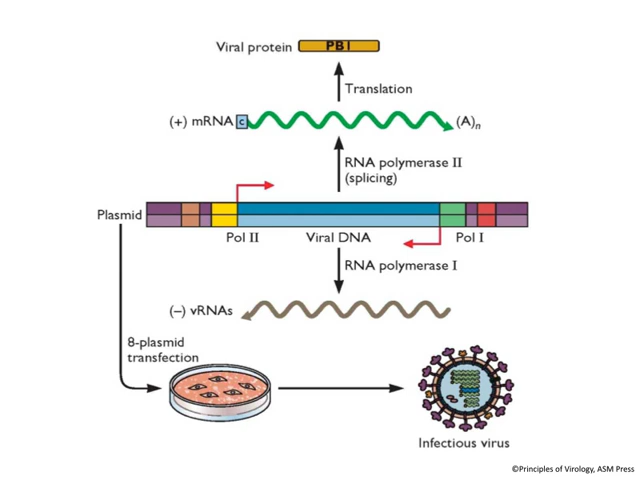 Viral protein PB1
Translation
(+) mRNA c (A)n
RNA polymerase II
(splicing)
Plasmid
Pol II Viral DNA Pol I
RNA polymerase I
(–) vRNAs
8-plasmid
transfection
Infectious virus
©Principles of Virology, ASM Press